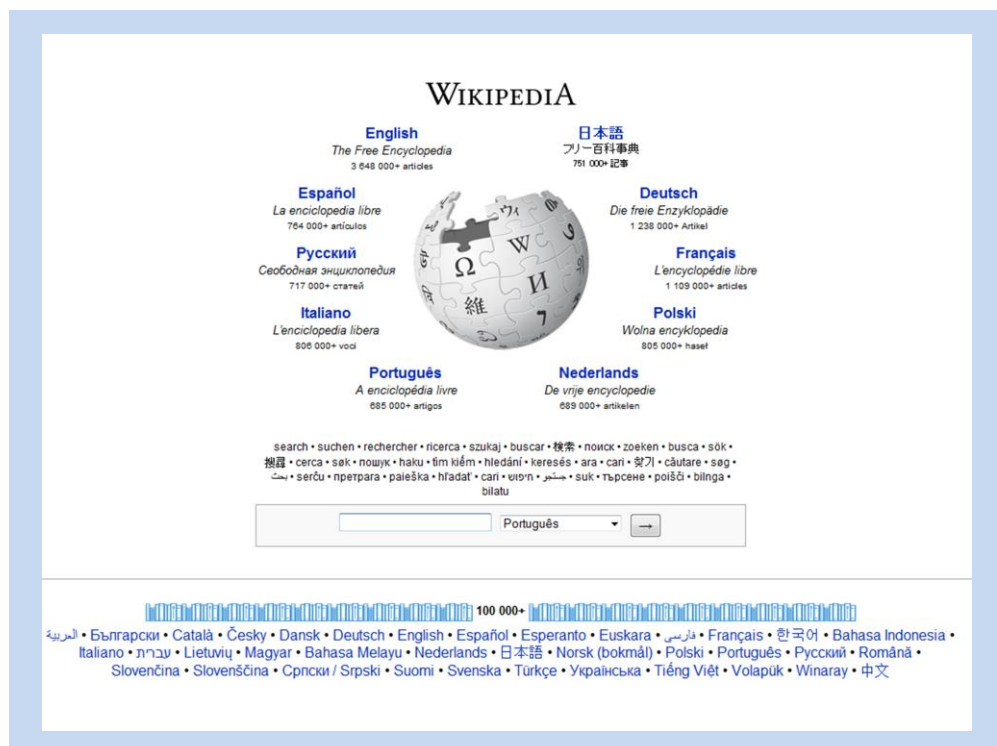 WIKIPEDIA
English
The Free Encyclopedia
3 648 000+ articles
日本語
フリー百科事典
751 000+ 記事
Español
La enciclopedia libre
764 000+ artículos
Deutsch
Die freie Enzyklopädie
1 238 000+ Artikel
Русский
Свободная энциклопедия
717 000+ статей
Français
L'encyclopédie libre
1 109 000+ articles
Italiano
L'enciclopedia libera
806 000+ voci
Polski
Wolna encyklopedia
805 000+ haseł
Português
A enciclopédia livre
685 000+ artigos
Nederlands
De vrije encyclopedie
689 000+ artikelen
Ω W И 維 7 ウィ
search • suchen • rechercher • ricerca • szukaj • buscar • 検索 • поиск • zoeken • busca • sök •
搜尋 • cerca • søk • пошук • haku • tìm kiếm • hledání • keresés • ara • cari • 찾기 • căutare • søg •
بحث • serĉu • претрага • paieška • hľadať • cari • חיפוש • جستجو • suk • търсене • poišči • bilnga •
bilatu
Português →
100 000+
العربية • Български • Català • Česky • Dansk • Deutsch • English • Español • Esperanto • Euskara • فارسی • Français • 한국어 • Bahasa Indonesia •
Italiano • עברית • Lietuvių • Magyar • Bahasa Melayu • Nederlands • 日本語 • Norsk (bokmål) • Polski • Português • Русский • Română •
Slovenčina • Slovenščina • Српски / Srpski • Suomi • Svenska • Türkçe • Українська • Tiếng Việt • Volapük • Winaray • 中文